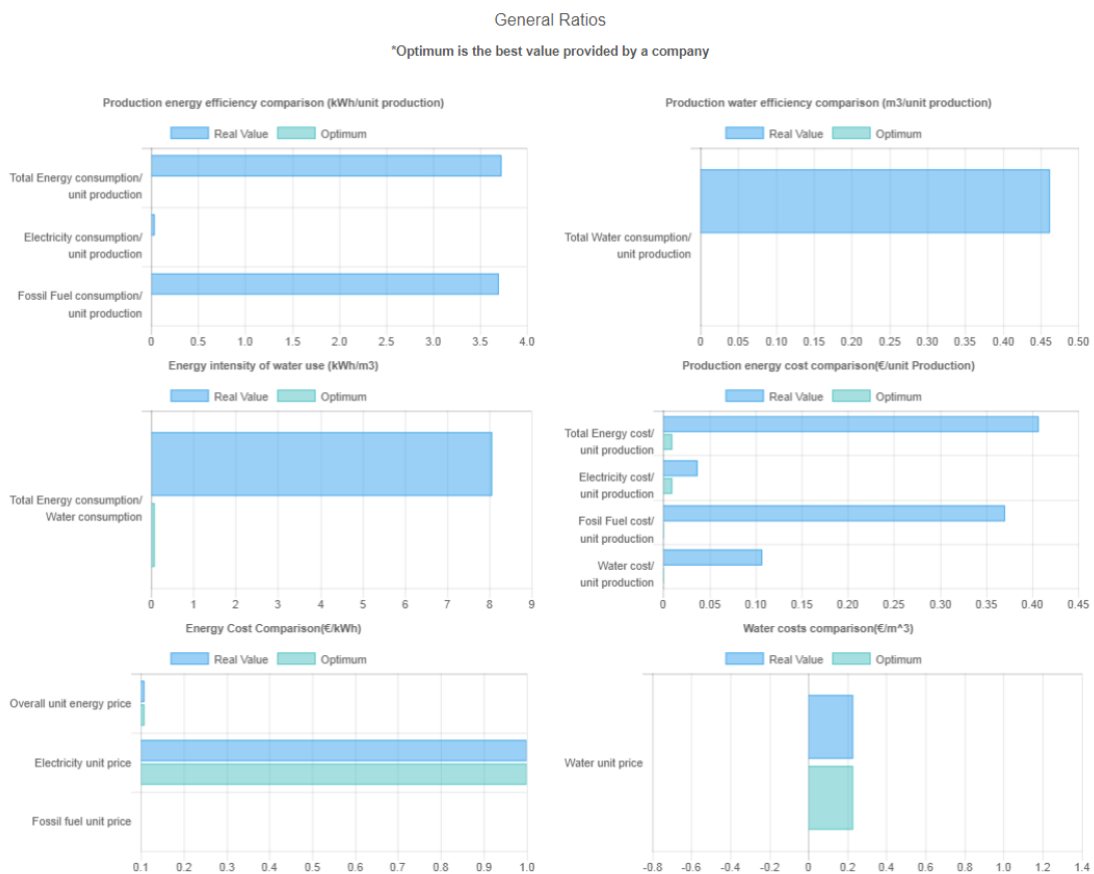 General Ratios
*Optimum is the best value provided by a company
Production energy efficiency comparison (kWh/unit production)
Real Value Optimum
Total Energy consumption/
unit production
Electricity consumption/
unit production
Fossil Fuel consumption/
unit production
0 0.5 1.0 1.5 2.0 2.5 3.0 3.5 4.0
Production water efficiency comparison (m3/unit production)
Real Value Optimum
Total Water consumption/
unit production
0 0.05 0.10 0.15 0.20 0.25 0.30 0.35 0.40 0.45 0.50
Energy intensity of water use (kWh/m3)
Real Value Optimum
Total Energy consumption/
Water consumption
0 1 2 3 4 5 6 7 8 9
Production energy cost comparison(€/unit Production)
Real Value Optimum
Total Energy cost/
unit production
Electricity cost/
unit production
Fosil Fuel cost/
unit production
Water cost/
unit production
0 0.05 0.10 0.15 0.20 0.25 0.30 0.35 0.40 0.45
Energy Cost Comparison(€/kWh)
Real Value Optimum
Overall unit energy price
Electricity unit price
Fossil fuel unit price
0.1 0.2 0.3 0.4 0.5 0.6 0.7 0.8 0.9 1.0
Water costs comparison(€/m^3)
Real Value Optimum
Water unit price
-0.8 -0.6 -0.4 -0.2 0 0.2 0.4 0.6 0.8 1.0 1.2 1.4